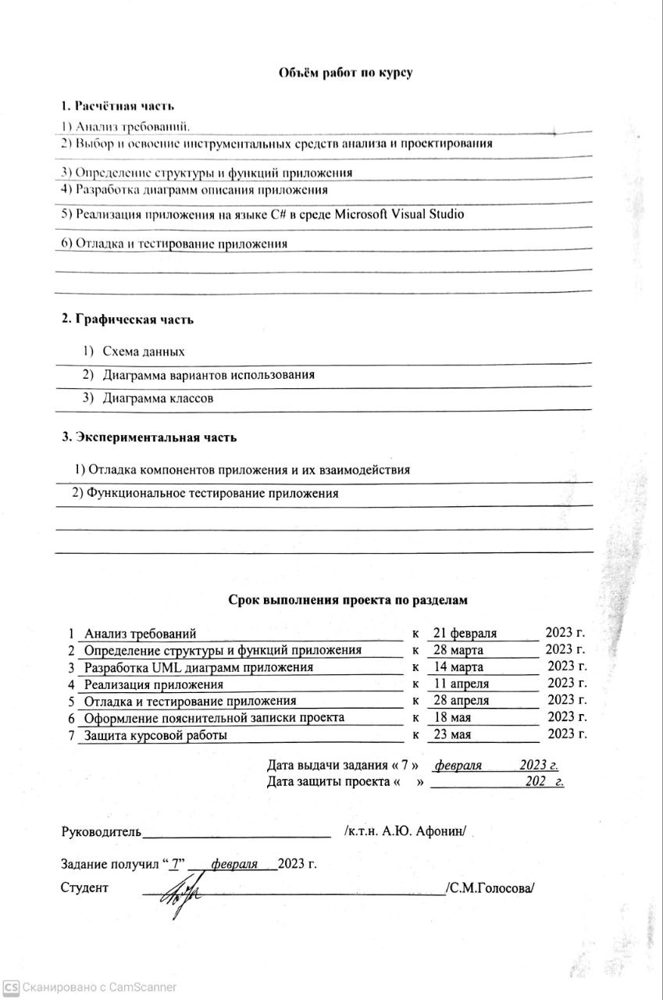 Объём работ по курсу
1. Расчётная часть
1) Анализ требований.
2) Выбор и освоение инструментальных средств анализа и проектирования
3) Определение структуры и функций приложения
4) Разработка диаграмм описания приложения
5) Реализация приложения на языке C# в среде Microsoft Visual Studio
6) Отладка и тестирование приложения
2. Графическая часть
1) Схема данных
2) Диаграмма вариантов использования
3) Диаграмма классов
3. Экспериментальная часть
1) Отладка компонентов приложения и их взаимодействия
2) Функциональное тестирование приложения
Срок выполнения проекта по разделам
1 Анализ требований к 21 февраля 2023 г.
2 Определение структуры и функций приложения к 28 марта 2023 г.
3 Разработка UML диаграмм приложения к 14 марта 2023 г.
4 Реализация приложения к 11 апреля 2023 г.
5 Отладка и тестирование приложения к 28 апреля 2023 г.
6 Оформление пояснительной записки проекта к 18 мая 2023 г.
7 Защита курсовой работы к 23 мая 2023 г.
Дата выдачи задания « 7 » февраля 2023 г.
Дата защиты проекта « » 202 г.
Руководитель /к.т.н. А.Ю. Афонин/
Задание получил “ 7” февраля 2023 г.
Студент /С.М.Голосова/
CS Сканировано с CamScanner